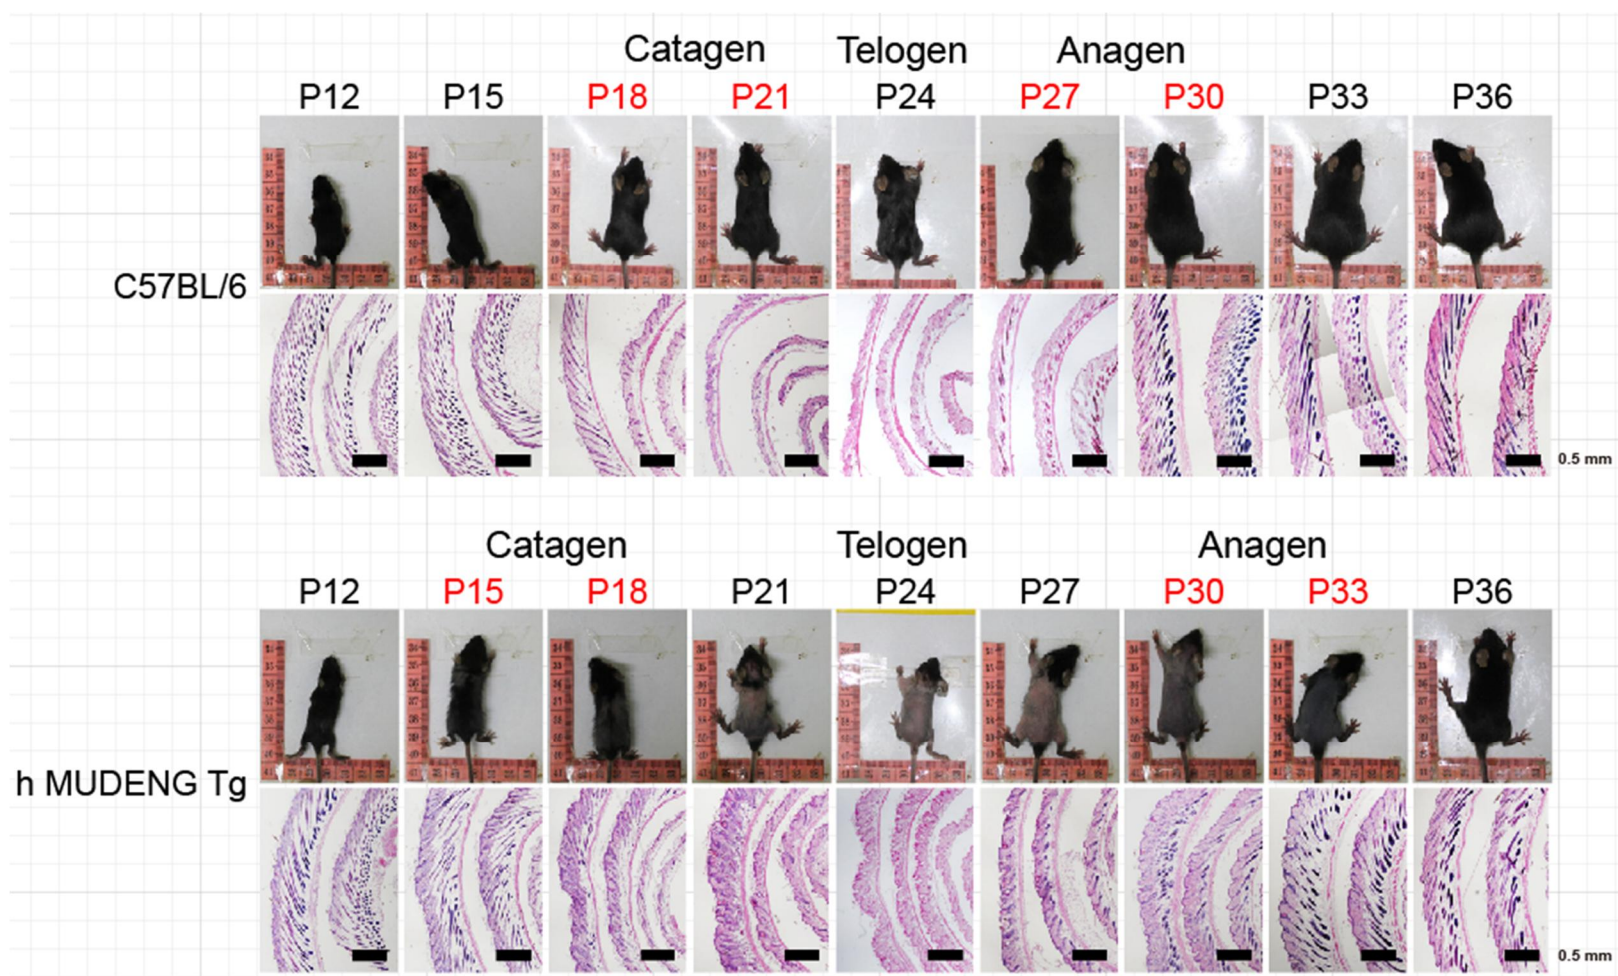 Catagen Telogen Anagen
P12 P15 P18 P21 P24 P27 P30 P33 P36
C57BL/6
0.5 mm
Catagen Telogen Anagen
P12 P15 P18 P21 P24 P27 P30 P33 P36
h MUDENG Tg
0.5 mm